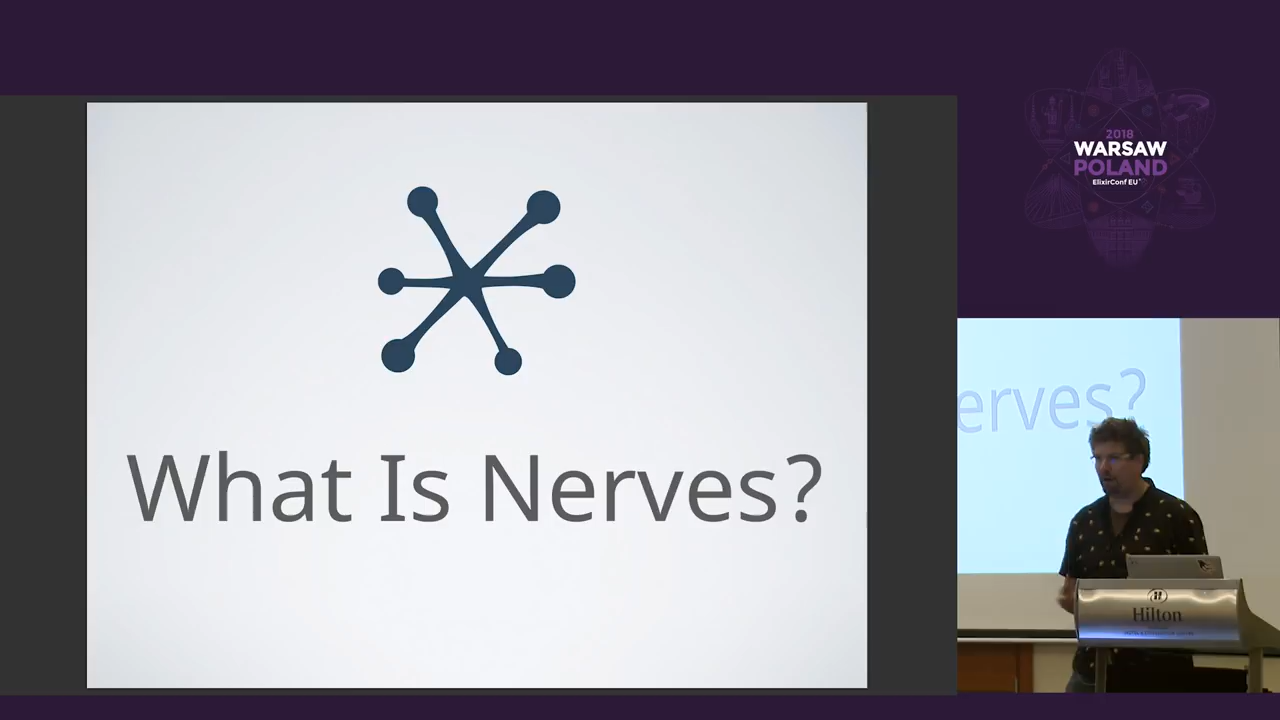 What Is Nerves?
2018
WARSAW
POLAND
ElixirConf EU
erves?
Hilton